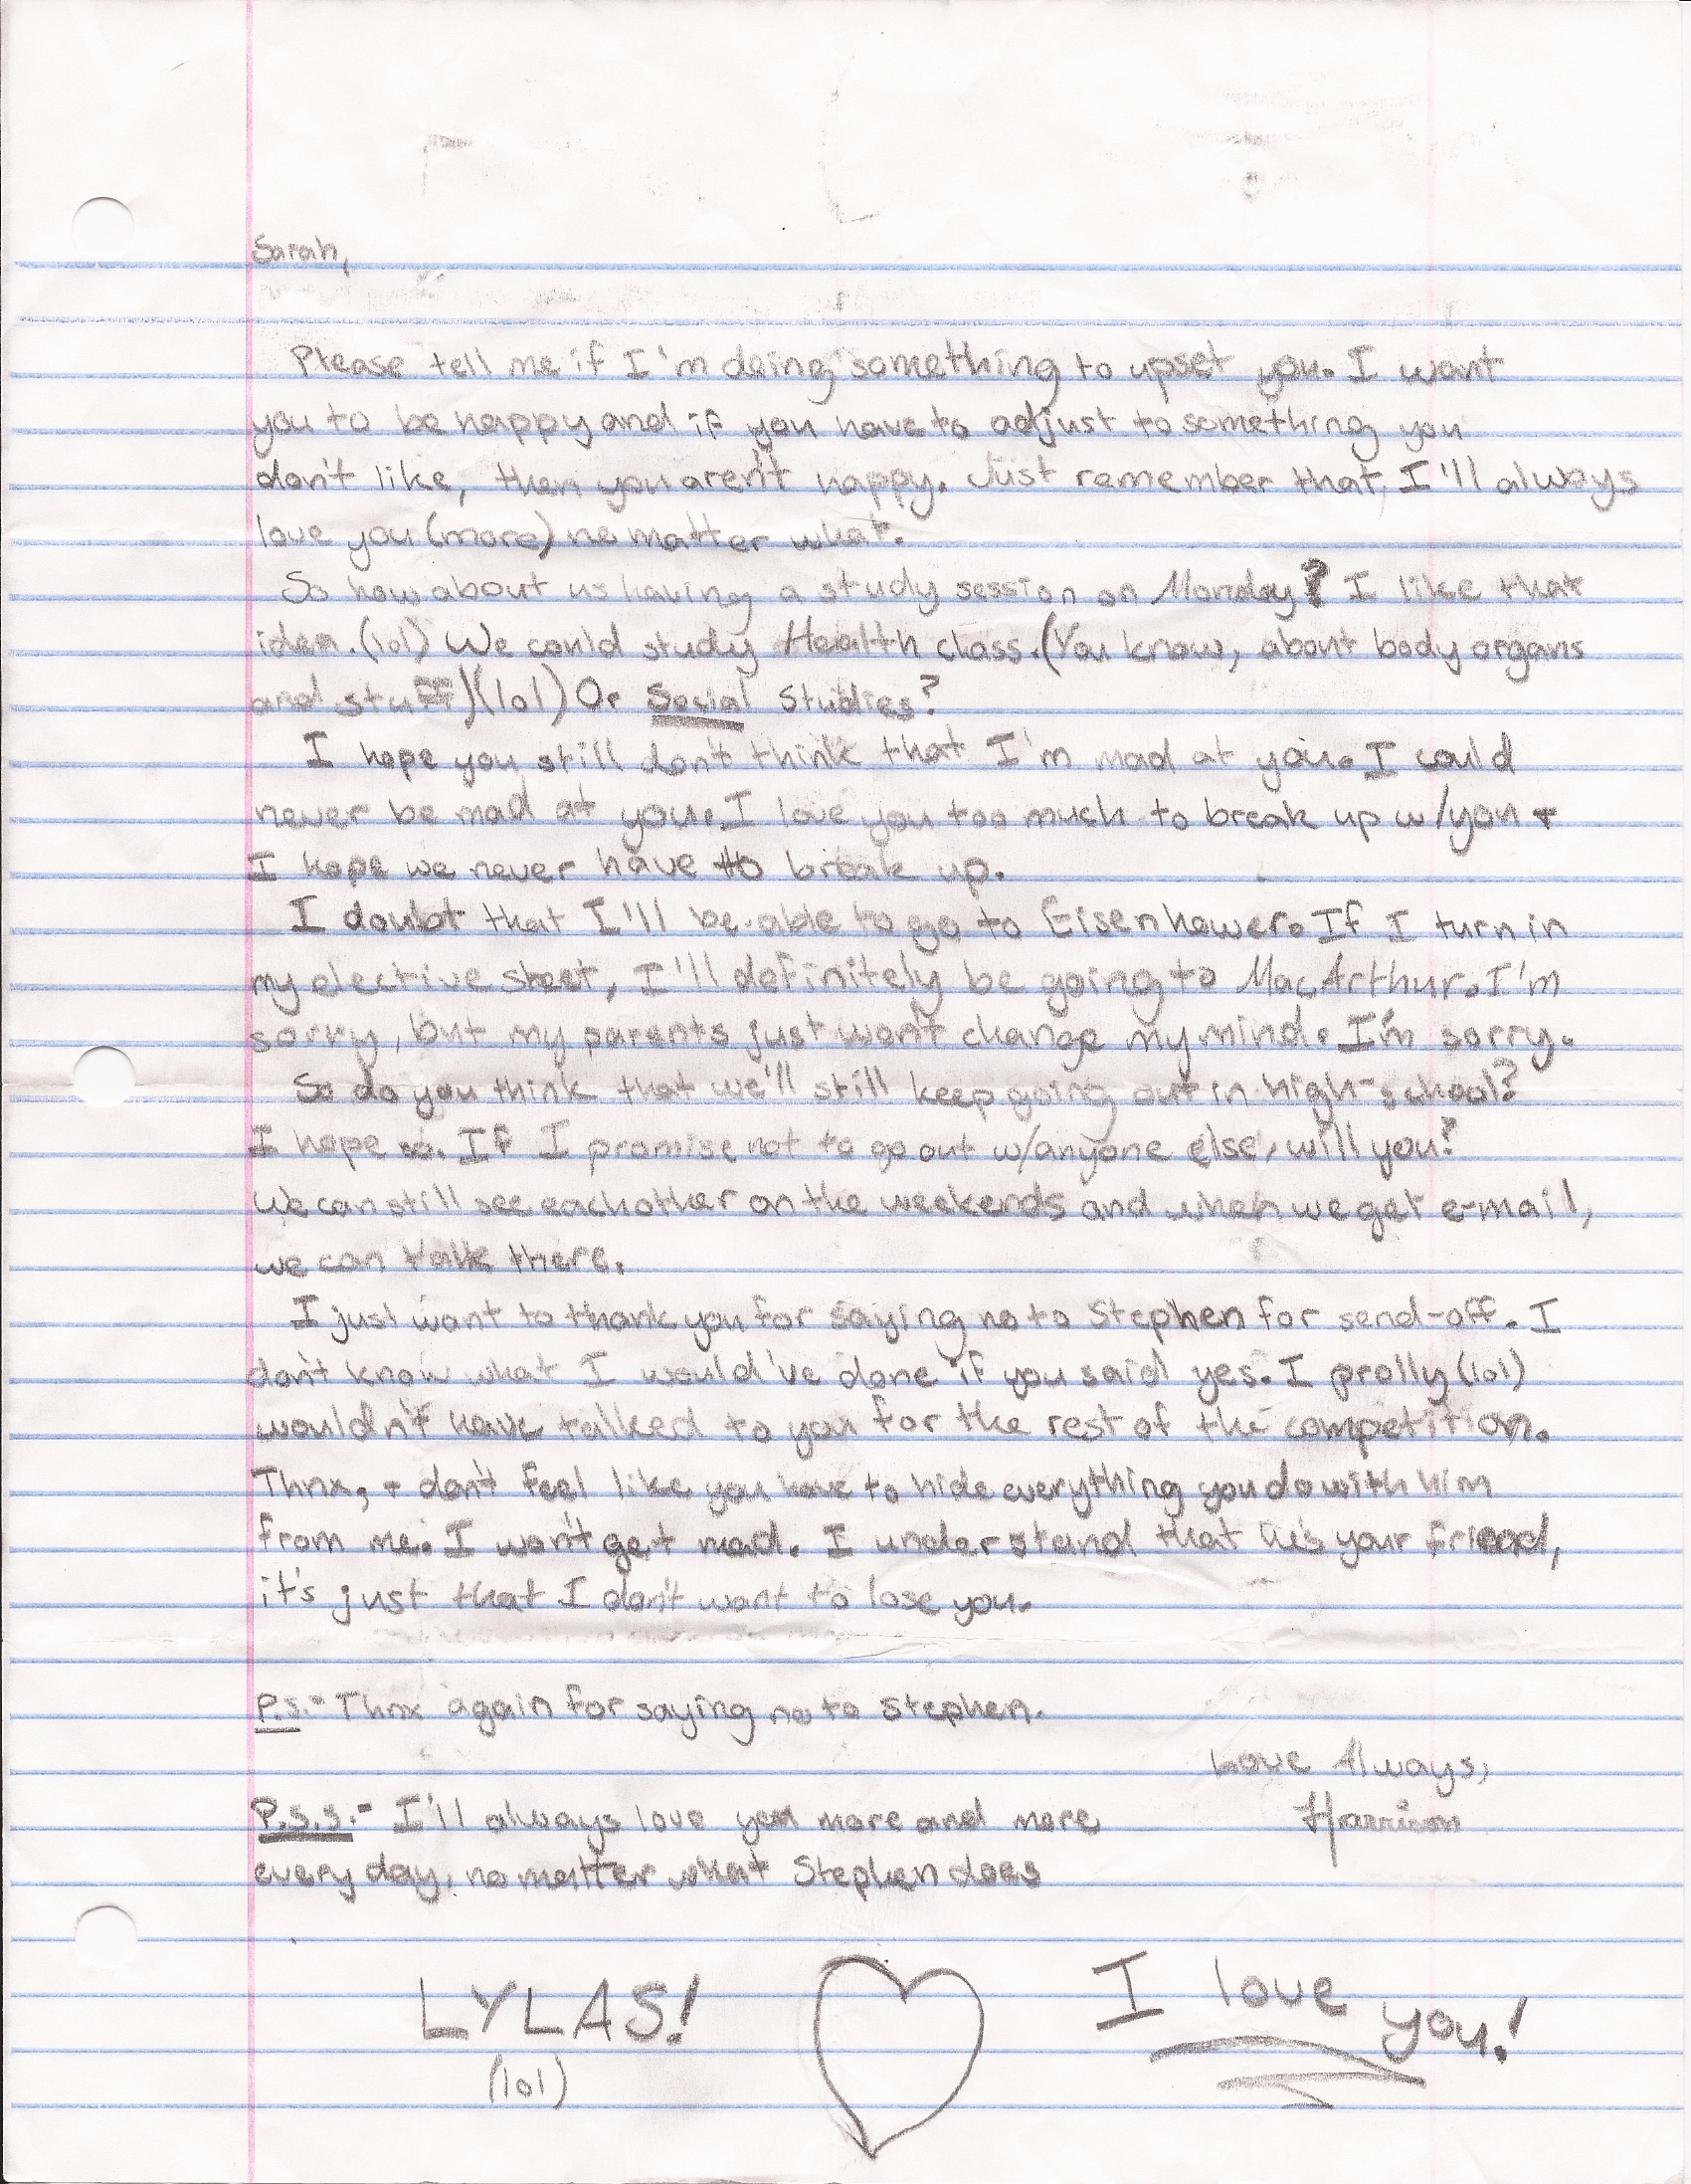 Sarah,
Please tell me if I'm doing something to upset you. I want
you to be happy and if you have to adjust to something you
don't like, then you aren't happy. Just remember that I'll always
love you (more) no matter what.
So how about us having a study session on Monday? I like that
idea. (lol) We could study Health class. (You know, about body organs
and stuff) (lol) Or Social Studies?
I hope you still don't think that I'm mad at you. I could
never be mad at you. I love you too much to break up w/you +
I hope we never have to break up.
I doubt that I'll be able to go to Eisenhower. If I turn in
my elective sheet, I'll definitely be going to MacArthur. I'm
sorry, but my parents just won't change my mind. I'm sorry.
So do you think that we'll still keep going out in high-school?
I hope so. If I promise not to go out w/anyone else, will you?
We can still see eachother on the weekends and when we get e-mail,
we can talk there.
I just want to thank you for saying no to Stephen for send-off. I
don't know what I would've done if you said yes. I prolly (lol)
wouldn't have talked to you for the rest of the competition.
Thnx, + don't feel like you have to hide everything you do with him
from me. I won't get mad. I understand that he's your friend,
it's just that I don't want to lose you.
P.s.- Thnx again for saying no to Stephen.
Love Always,
Harrison
P.s.s.- I'll always love you more and more
every day, no matter what Stephen does
LYLAS!
(lol)
I love you!